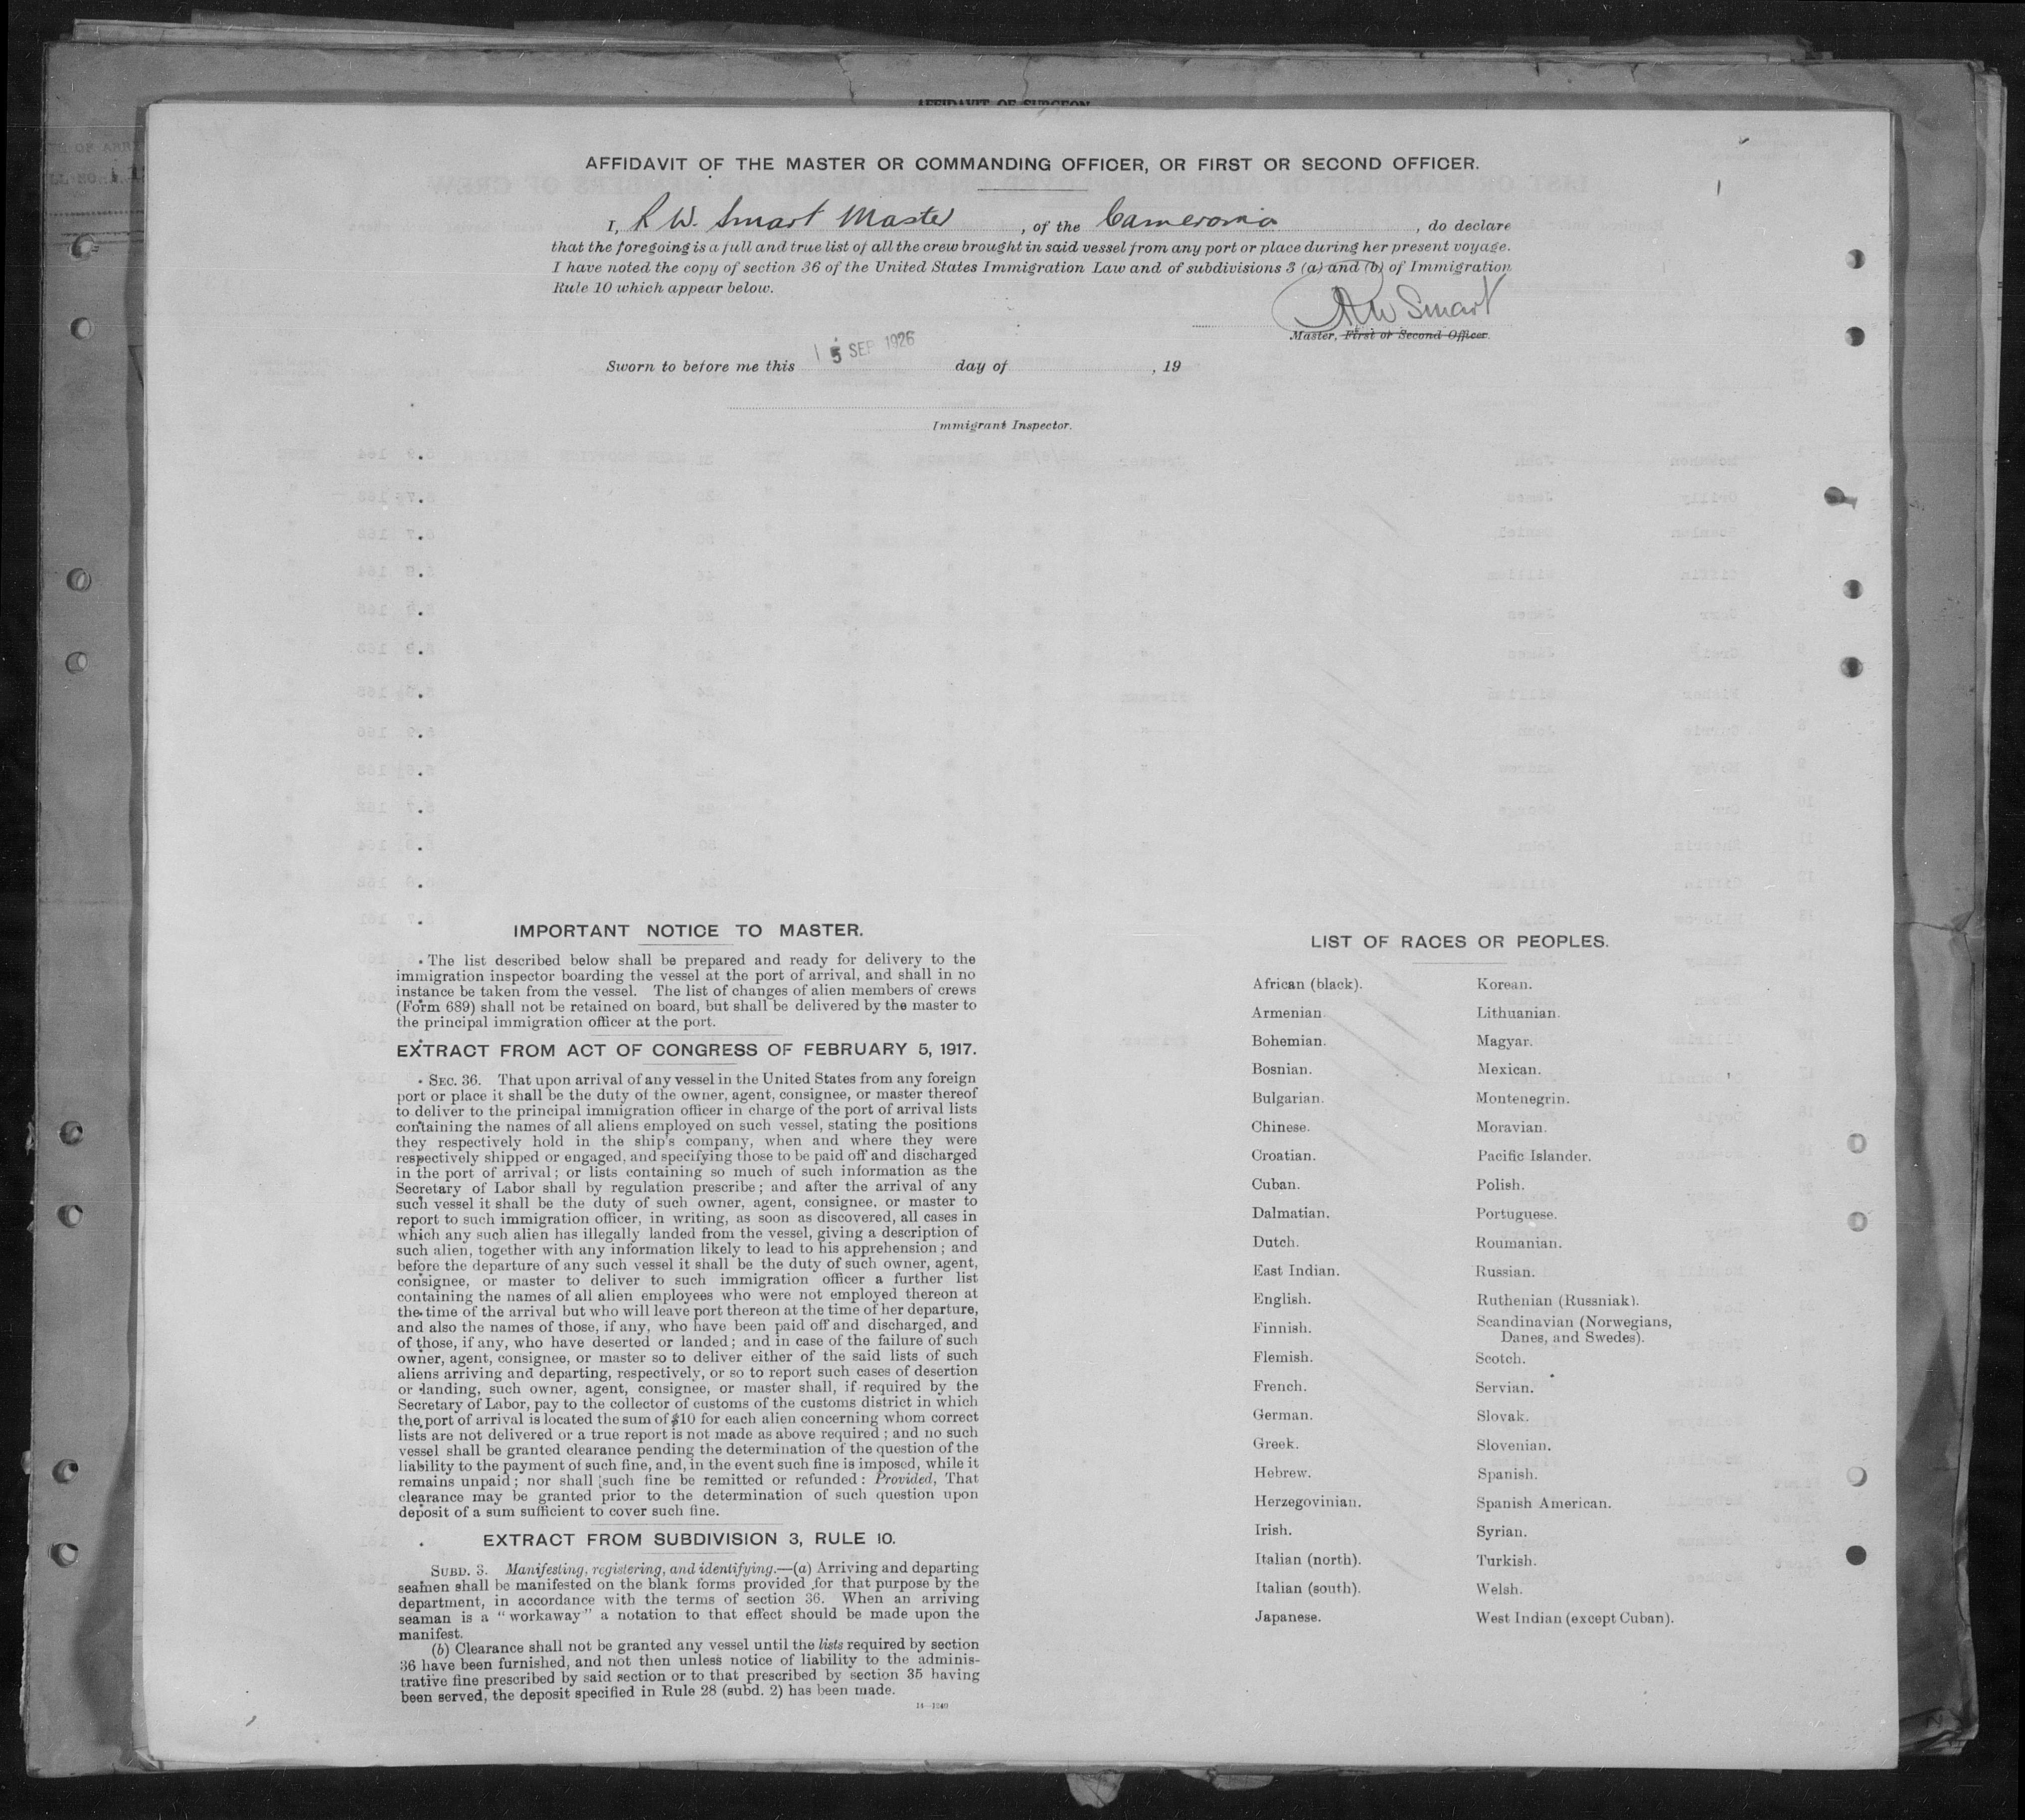 AFFIDAVIT OF SURGEON
AFFIDAVIT OF THE MASTER OR COMMANDING OFFICER, OR FIRST OR SECOND OFFICER.
I, R W. Smart Master, of the Cameronia, do declare
that the foregoing is a full and true list of all the crew brought in said vessel from any port or place during her present voyage.
I have noted the copy of section 36 of the United States Immigration Law and of subdivisions 3 (a) and (b) of Immigration
Rule 10 which appear below.
R W Smart
Master, First or Second Officer.
Sworn to before me this 5 SEP 1926 day of , 19
Immigrant Inspector.
IMPORTANT NOTICE TO MASTER.
The list described below shall be prepared and ready for delivery to the
immigration inspector boarding the vessel at the port of arrival, and shall in no
instance be taken from the vessel. The list of changes of alien members of crews
(Form 689) shall not be retained on board, but shall be delivered by the master to
the principal immigration officer at the port.
EXTRACT FROM ACT OF CONGRESS OF FEBRUARY 5, 1917.
SEC. 36. That upon arrival of any vessel in the United States from any foreign
port or place it shall be the duty of the owner, agent, consignee, or master thereof
to deliver to the principal immigration officer in charge of the port of arrival lists
containing the names of all aliens employed on such vessel, stating the positions
they respectively hold in the ship's company, when and where they were
respectively shipped or engaged, and specifying those to be paid off and discharged
in the port of arrival; or lists containing so much of such information as the
Secretary of Labor shall by regulation prescribe; and after the arrival of any
such vessel it shall be the duty of such owner, agent, consignee, or master to
report to such immigration officer, in writing, as soon as discovered, all cases in
which any such alien has illegally landed from the vessel, giving a description of
such alien, together with any information likely to lead to his apprehension; and
before the departure of any such vessel it shall be the duty of such owner, agent,
consignee, or master to deliver to such immigration officer a further list
containing the names of all alien employees who were not employed thereon at
the time of the arrival but who will leave port thereon at the time of her departure,
and also the names of those, if any, who have been paid off and discharged, and
of those, if any, who have deserted or landed; and in case of the failure of such
owner, agent, consignee, or master so to deliver either of the said lists of such
aliens arriving and departing, respectively, or so to report such cases of desertion
or landing, such owner, agent, consignee, or master shall, if required by the
Secretary of Labor, pay to the collector of customs of the customs district in which
the port of arrival is located the sum of $10 for each alien concerning whom correct
lists are not delivered or a true report is not made as above required; and no such
vessel shall be granted clearance pending the determination of the question of the
liability to the payment of such fine, and, in the event such fine is imposed, while it
remains unpaid; nor shall such fine be remitted or refunded: Provided, That
clearance may be granted prior to the determination of such question upon
deposit of a sum sufficient to cover such fine.
EXTRACT FROM SUBDIVISION 3, RULE 10.
SUBD. 3. Manifesting, registering, and identifying.—(a) Arriving and departing
seamen shall be manifested on the blank forms provided for that purpose by the
department, in accordance with the terms of section 36. When an arriving
seaman is a "workaway" a notation to that effect should be made upon the
manifest.
(b) Clearance shall not be granted any vessel until the lists required by section
36 have been furnished, and not then unless notice of liability to the adminis-
trative fine prescribed by said section or to that prescribed by section 35 having
been served, the deposit specified in Rule 28 (subd. 2) has been made.
14—1240
LIST OF RACES OR PEOPLES.
African (black).
Armenian.
Bohemian.
Bosnian.
Bulgarian.
Chinese.
Croatian.
Cuban.
Dalmatian.
Dutch.
East Indian.
English.
Finnish.
Flemish.
French.
German.
Greek.
Hebrew.
Herzegovinian.
Irish.
Italian (north).
Italian (south).
Japanese.
Korean.
Lithuanian.
Magyar.
Mexican.
Montenegrin.
Moravian.
Pacific Islander.
Polish.
Portuguese.
Roumanian.
Russian.
Ruthenian (Russniak).
Scandinavian (Norwegians,
Danes, and Swedes).
Scotch.
Servian.
Slovak.
Slovenian.
Spanish.
Spanish American.
Syrian.
Turkish.
Welsh.
West Indian (except Cuban).